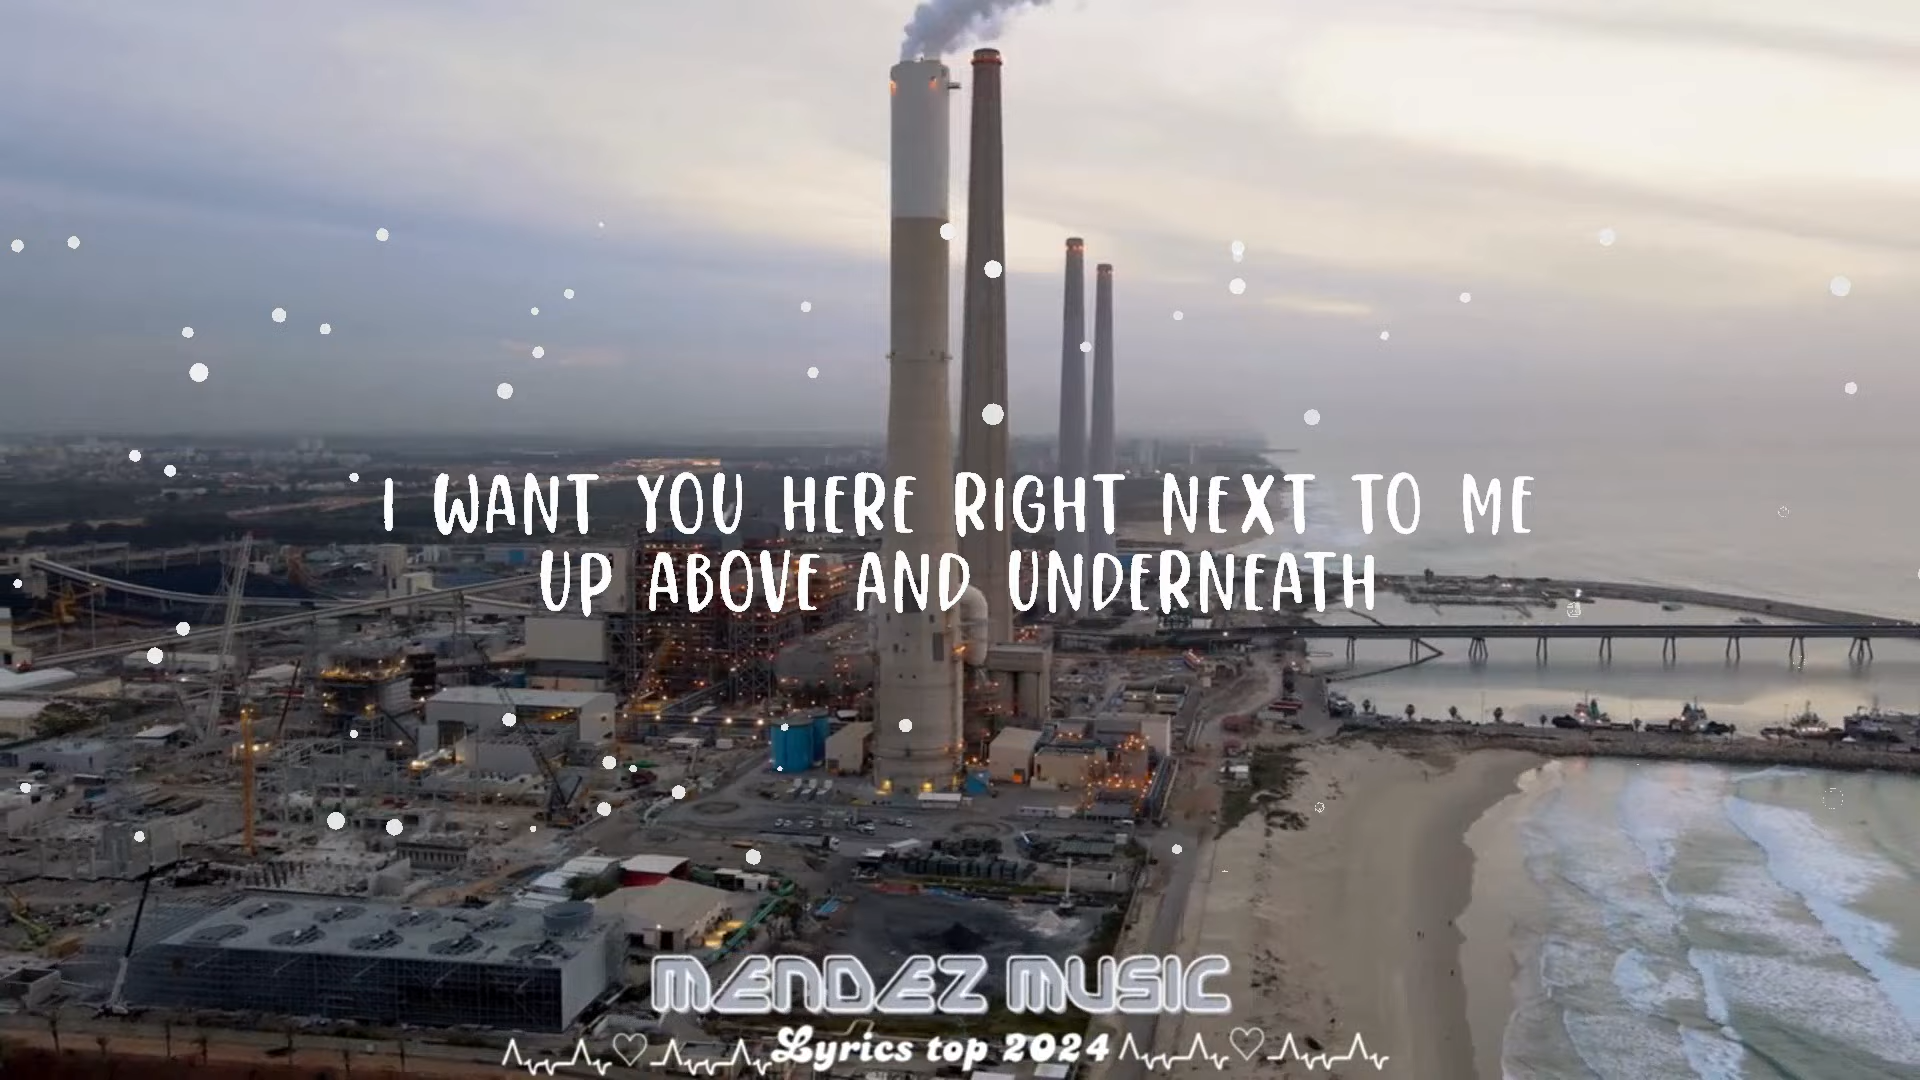 I WANT YOU HERE RIGHT NEXT TO ME
UP ABOVE AND UNDERNEATH
MENDEZ MUSIC
Lyrics top 2024